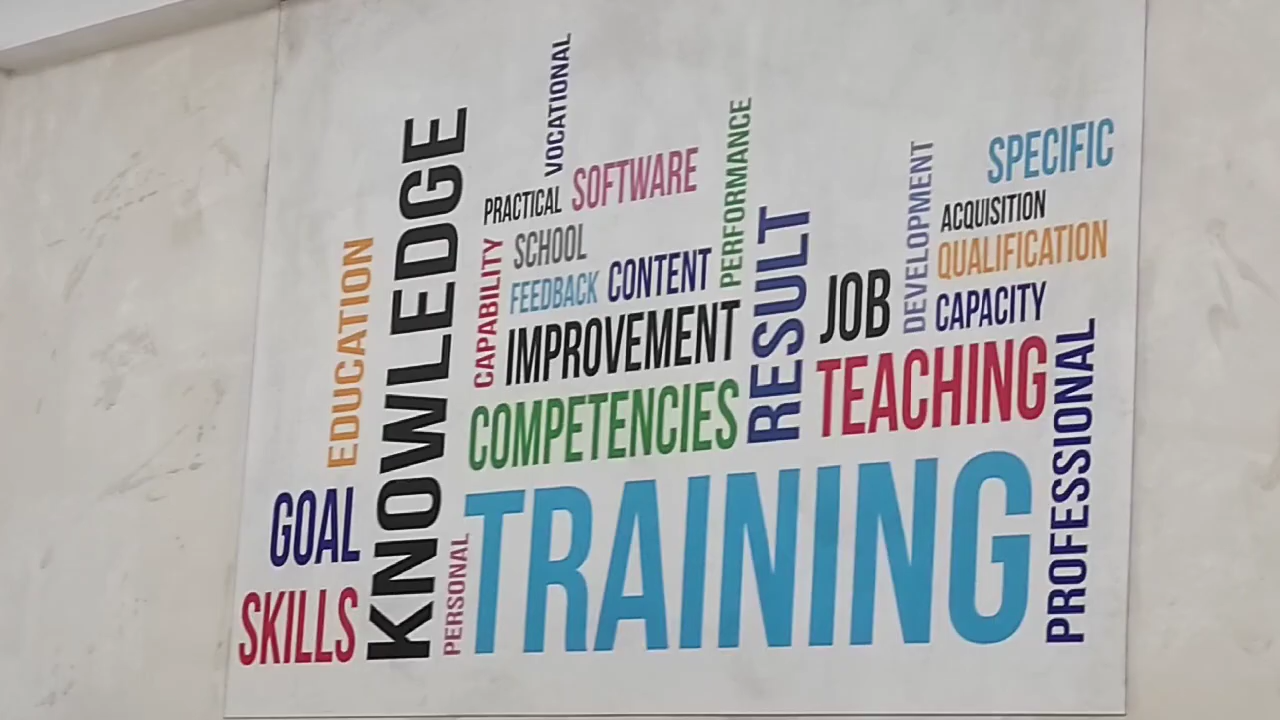 VOCATIONAL
KNOWLEDGE
PERFORMANCE
SPECIFIC
SOFTWARE
PRACTICAL
DEVELOPMENT
ACQUISITION
SCHOOL
RESULT
EDUCATION
CAPABILITY
QUALIFICATION
CONTENT
FEEDBACK
JOB
CAPACITY
IMPROVEMENT
PROFESSIONAL
TEACHING
COMPETENCIES
GOAL
TRAINING
PERSONAL
SKILLS